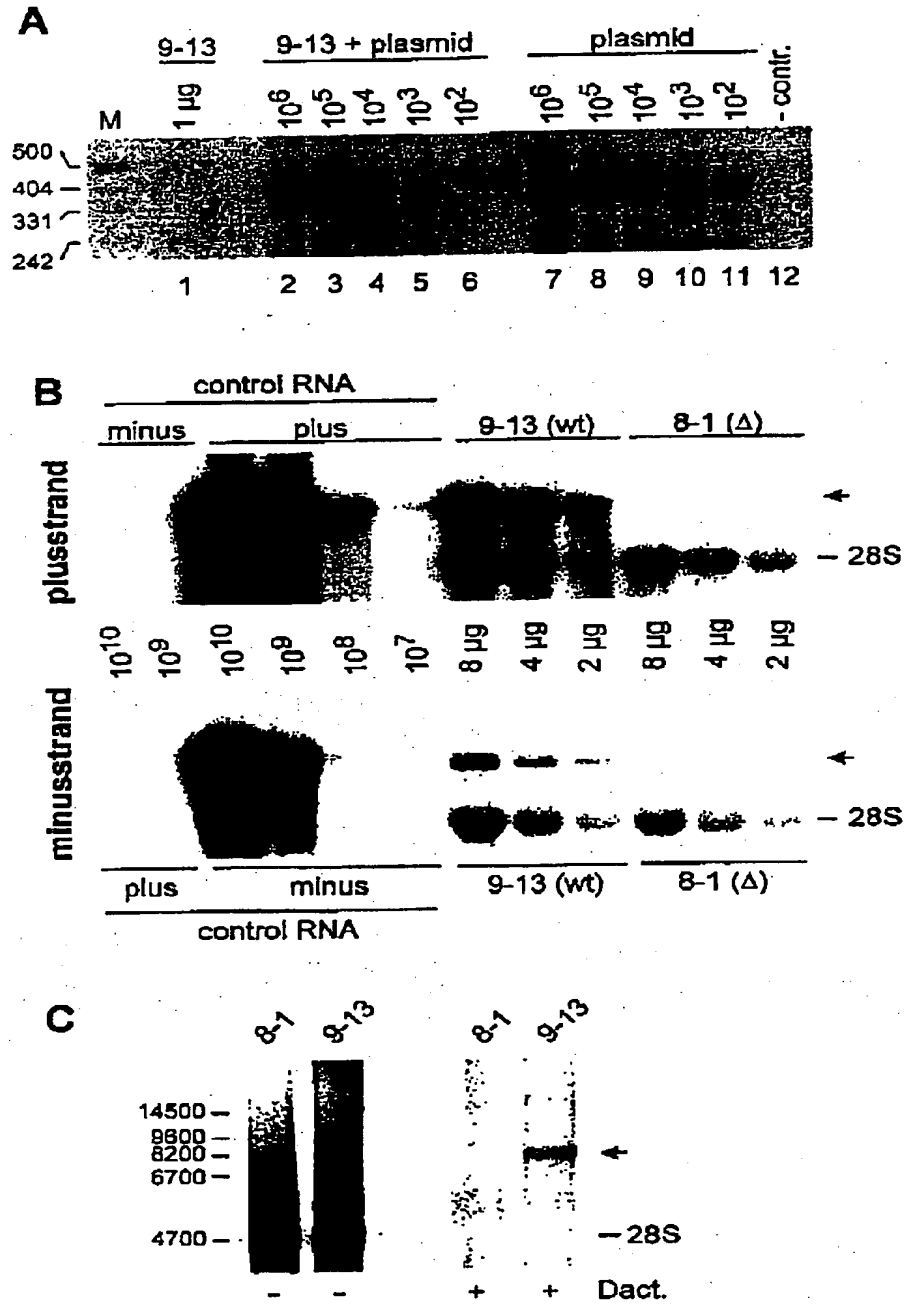 A
9-13 9-13 + plasmid plasmid
M 1 µg 10⁶ 10⁵ 10⁴ 10³ 10² 10⁶ 10⁵ 10⁴ 10³ 10² - contr.
500
404
331
242
1 2 3 4 5 6 7 8 9 10 11 12
B
control RNA
minus plus 9-13 (wt) 8-1 (Δ)
plusstrand
28S
10¹⁰ 10⁹ 10¹⁰ 10⁹ 10⁸ 10⁷ 8 µg 4 µg 2 µg 8 µg 4 µg 2 µg
minusstrand
28S
plus minus 9-13 (wt) 8-1 (Δ)
control RNA
C
8-1 9-13 8-1 9-13
14500
9600
8200
6700
4700 28S
- - + + Dact.